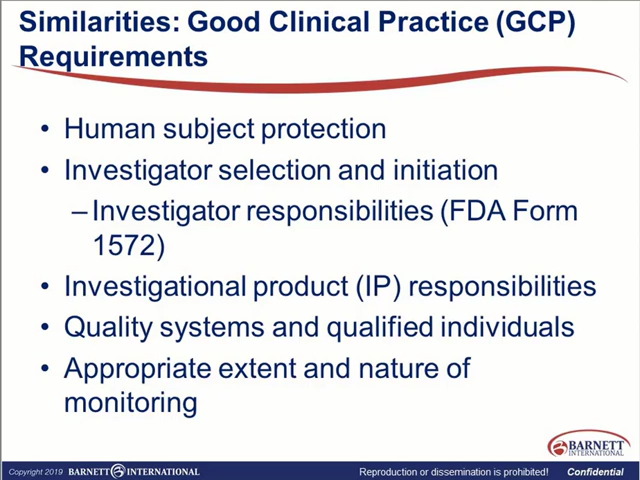 Similarities: Good Clinical Practice (GCP)
Requirements
• Human subject protection
• Investigator selection and initiation
–Investigator responsibilities (FDA Form
1572)
• Investigational product (IP) responsibilities
• Quality systems and qualified individuals
• Appropriate extent and nature of
monitoring
BARNETT
INTERNATIONAL
Copyright 2019 BARNETT INTERNATIONAL Reproduction or dissemination is prohibited! Confidential